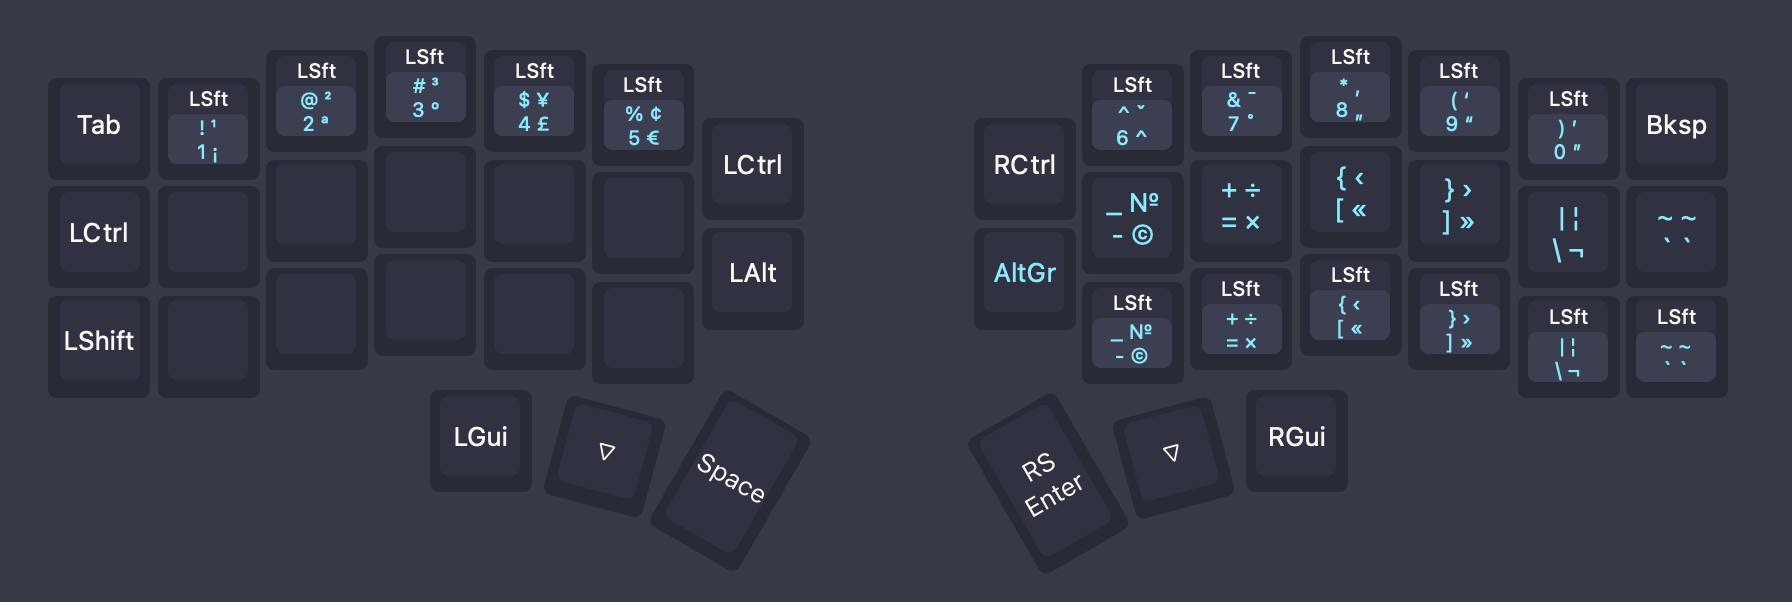 Tab
LSft
! ¹
1 ¡
LSft
@ ²
2 ª
LSft
# ³
3 º
LSft
$ ¥
4 £
LSft
% ¢
5 €
LCtrl
LCtrl
LAlt
LShift
LGui
▽
Space
RCtrl
LSft
^ ˇ
6 ^
LSft
& ¯
7 °
LSft
* ‚
8 „
LSft
( ‘
9 “
LSft
) ’
0 ”
Bksp
AltGr
_ Nº
- ©
+ ÷
= ×
{ ‹
[ «
} ›
] »
| ¦
\ ¬
~ ~
` `
LSft
_ Nº
- ©
LSft
+ ÷
= ×
LSft
{ ‹
[ «
LSft
} ›
] »
LSft
| ¦
\ ¬
LSft
~ ~
` `
RS
Enter
▽
RGui